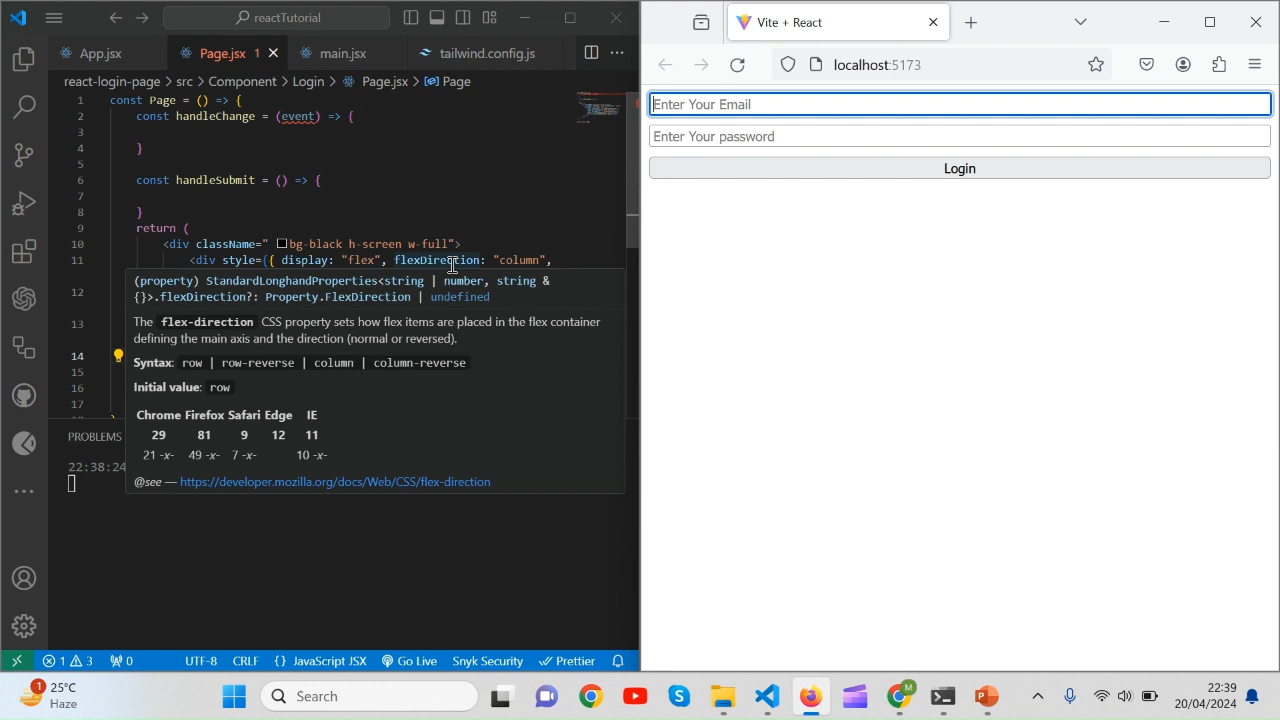 reactTutorial
App.jsx
Page.jsx 1
main.jsx
tailwind.config.js
react-login-page > src > Component > Login > Page.jsx > Page
1 const Page = () => {
2 const handleChange = (event) => {
3
4 }
5
6 const handleSubmit = () => {
7
8 }
9 return (
10 <div className=" bg-black h-screen w-full">
11 <div style={{ display: "flex", flexDirection: "column",
12
13
14
15
16
17
(property) StandardLonghandProperties<string | number, string &
{}>.flexDirection?: Property.FlexDirection | undefined
The flex-direction CSS property sets how flex items are placed in the flex container
defining the main axis and the direction (normal or reversed).
Syntax: row | row-reverse | column | column-reverse
Initial value: row
Chrome Firefox Safari Edge IE
29 81 9 12 11
21 -x- 49 -x- 7 -x- 10 -x-
@see — https://developer.mozilla.org/docs/Web/CSS/flex-direction
PROBLEMS
22:38:24
1 3 0
UTF-8 CRLF {} JavaScript JSX Go Live Snyk Security Prettier
Vite + React
localhost:5173
Enter Your Email
Enter Your password
Login
1
25°C
Haze
Search
M
22:39
20/04/2024